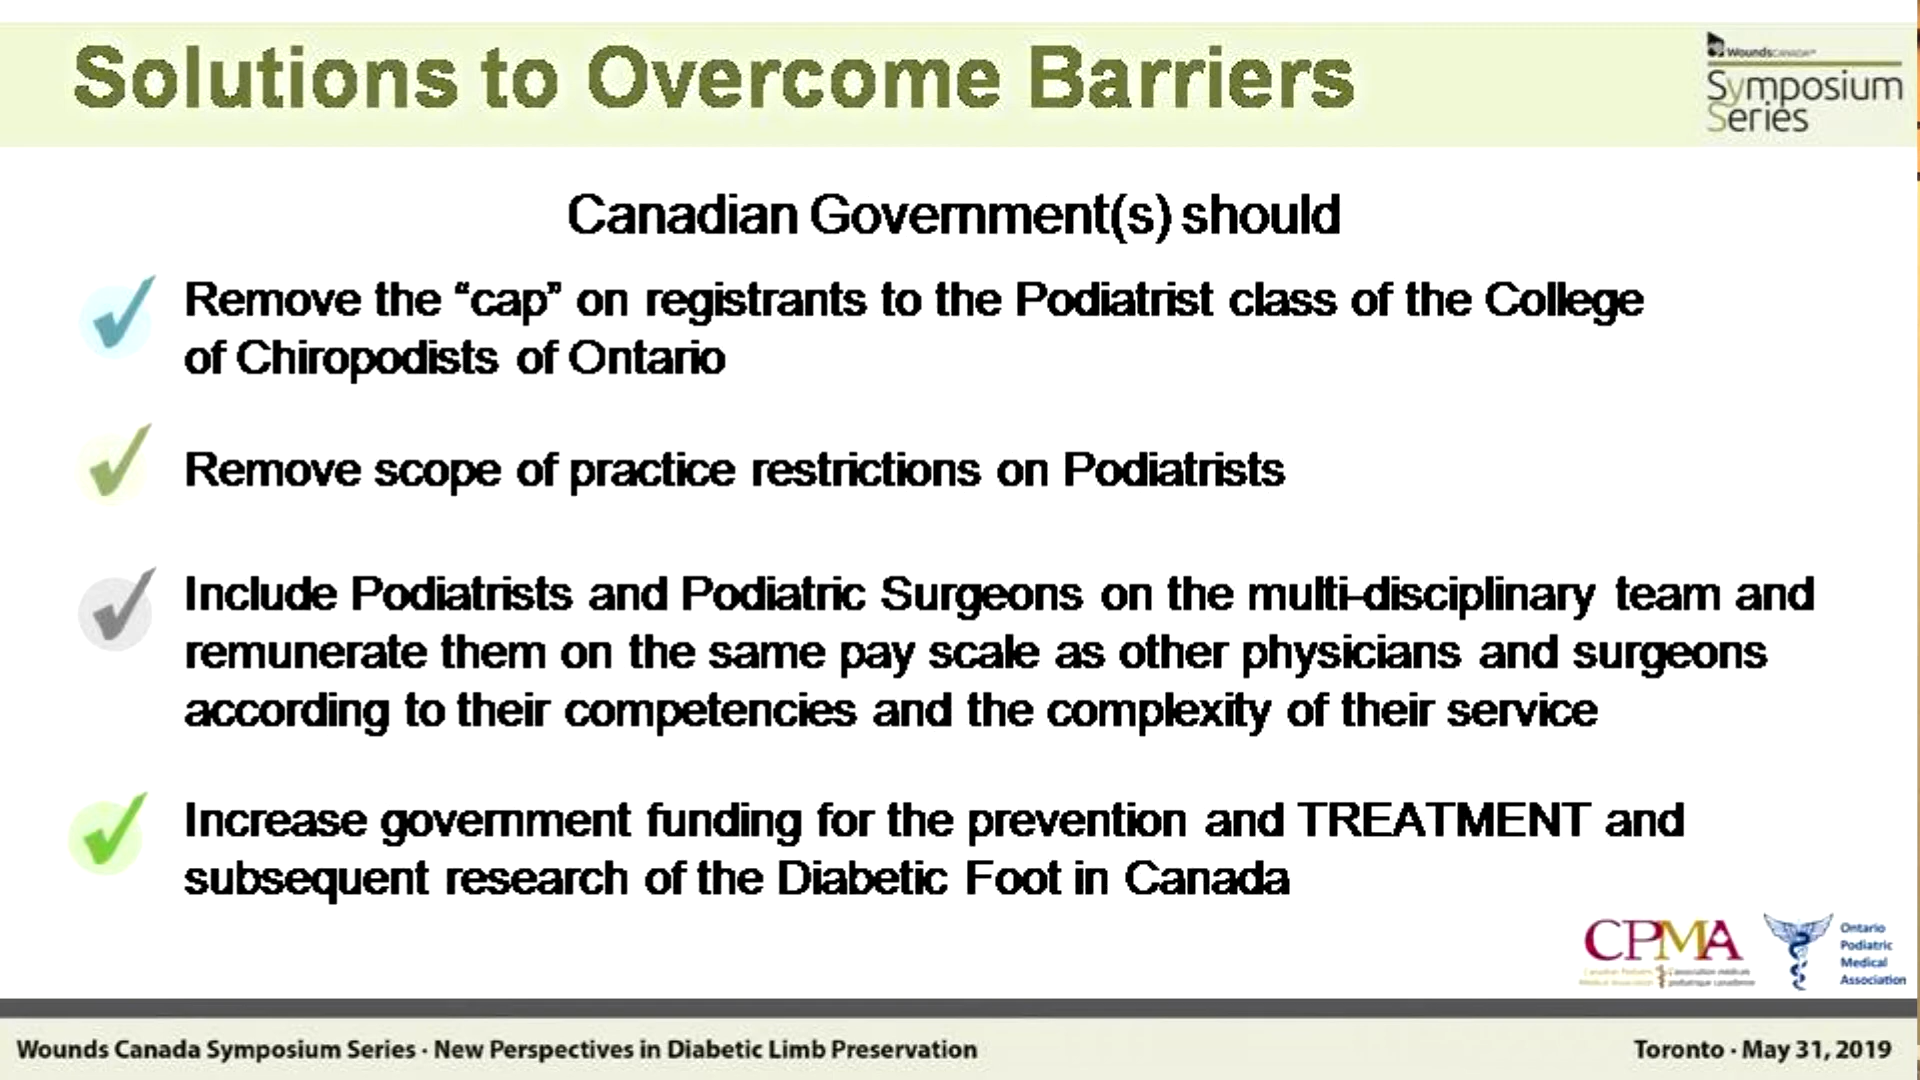 Solutions to Overcome Barriers
WoundsCANADA
Symposium
Series
Canadian Government(s) should
Remove the “cap” on registrants to the Podiatrist class of the College
of Chiropodists of Ontario
Remove scope of practice restrictions on Podiatrists
Include Podiatrists and Podiatric Surgeons on the multi-disciplinary team and
remunerate them on the same pay scale as other physicians and surgeons
according to their competencies and the complexity of their service
Increase government funding for the prevention and TREATMENT and
subsequent research of the Diabetic Foot in Canada
CPMA
Ontario
Podiatric
Medical
Association
Wounds Canada Symposium Series · New Perspectives in Diabetic Limb Preservation
Toronto · May 31, 2019